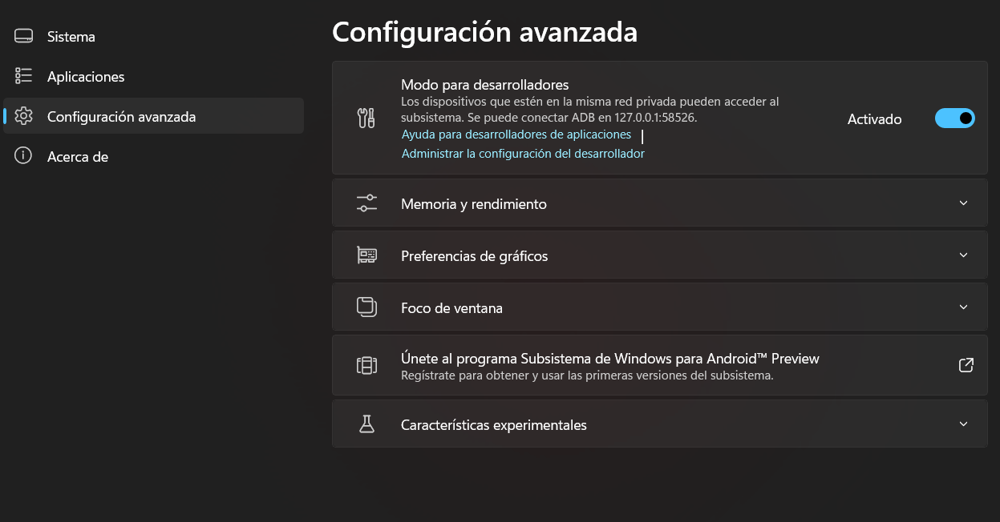 Sistema
Aplicaciones
Configuración avanzada
Acerca de
Configuración avanzada
Modo para desarrolladores
Los dispositivos que estén en la misma red privada pueden acceder al
subsistema. Se puede conectar ADB en 127.0.0.1:58526.
Ayuda para desarrolladores de aplicaciones |
Administrar la configuración del desarrollador
Activado
Memoria y rendimiento
Preferencias de gráficos
Foco de ventana
Únete al programa Subsistema de Windows para Android™ Preview
Regístrate para obtener y usar las primeras versiones del subsistema.
Características experimentales